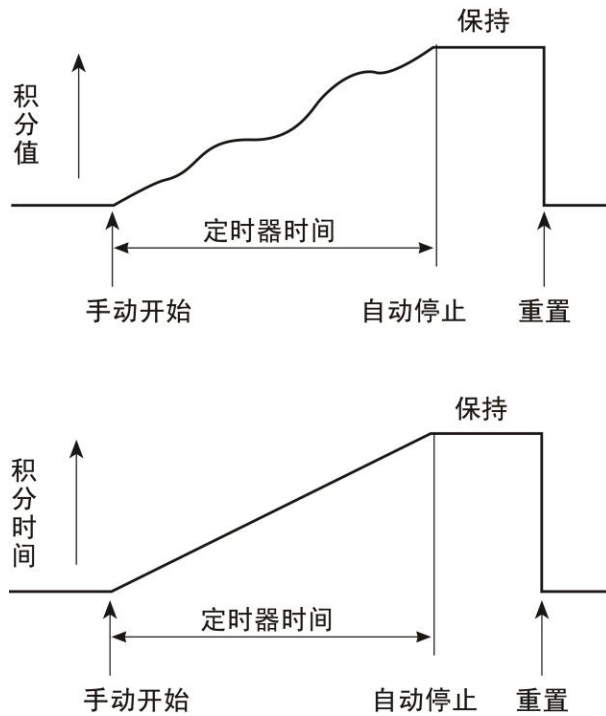 保持
积分值
定时器时间
手动开始
自动停止
重置
保持
积分时间
定时器时间
手动开始
自动停止
重置